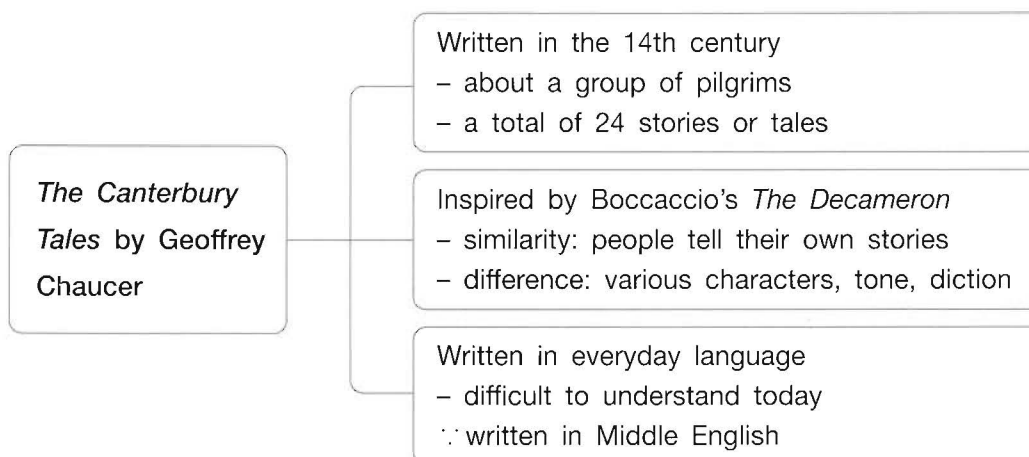 The Canterbury
Tales by Geoffrey
Chaucer
Written in the 14th century
– about a group of pilgrims
– a total of 24 stories or tales
Inspired by Boccaccio's The Decameron
– similarity: people tell their own stories
– difference: various characters, tone, diction
Written in everyday language
– difficult to understand today
∵ written in Middle English